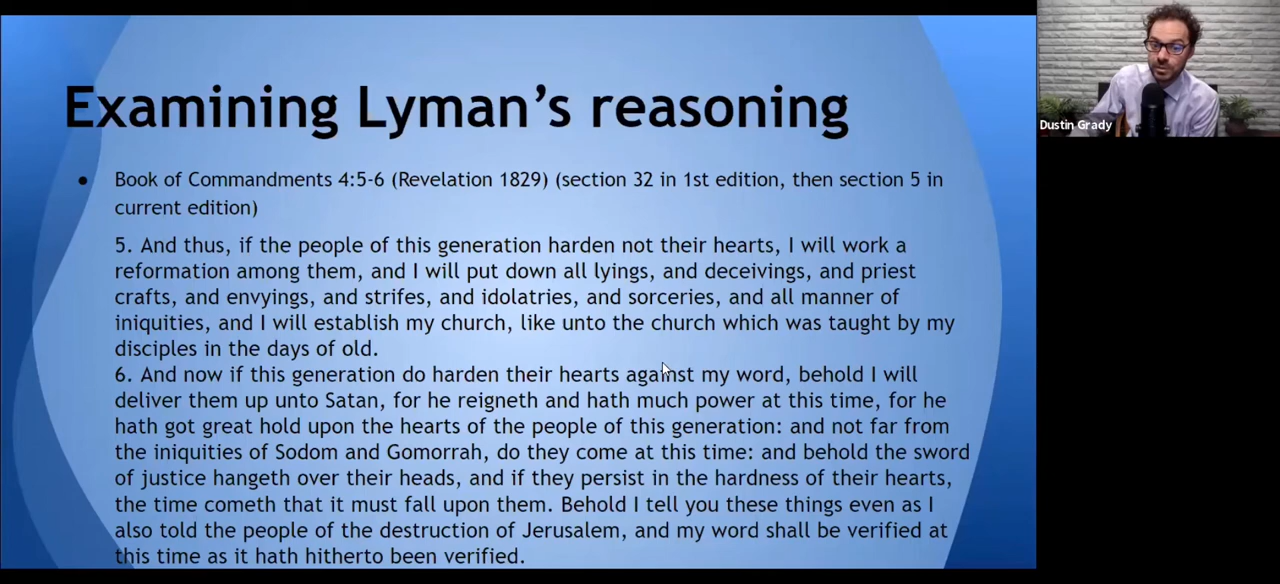 Examining Lyman's reasoning
● Book of Commandments 4:5-6 (Revelation 1829) (section 32 in 1st edition, then section 5 in
current edition)
5. And thus, if the people of this generation harden not their hearts, I will work a
reformation among them, and I will put down all lyings, and deceivings, and priest
crafts, and envyings, and strifes, and idolatries, and sorceries, and all manner of
iniquities, and I will establish my church, like unto the church which was taught by my
disciples in the days of old.
6. And now if this generation do harden their hearts against my word, behold I will
deliver them up unto Satan, for he reigneth and hath much power at this time, for he
hath got great hold upon the hearts of the people of this generation: and not far from
the iniquities of Sodom and Gomorrah, do they come at this time: and behold the sword
of justice hangeth over their heads, and if they persist in the hardness of their hearts,
the time cometh that it must fall upon them. Behold I tell you these things even as I
also told the people of the destruction of Jerusalem, and my word shall be verified at
this time as it hath hitherto been verified.
Dustin Grady